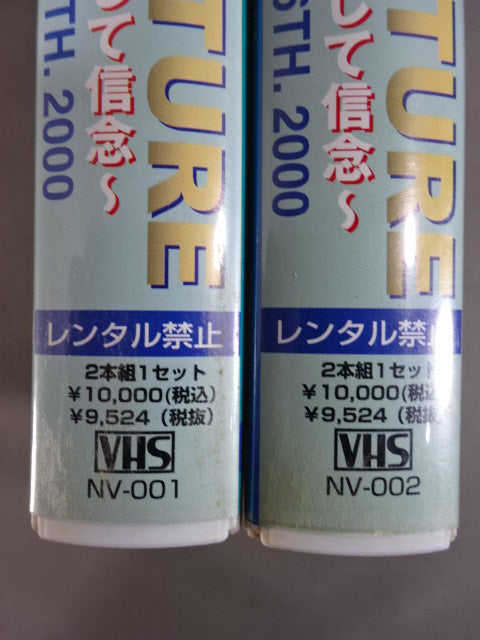 TURE
して信念～
5TH. 2000
レンタル禁止
2本組1セット
￥10,000(税込)
￥9,524（税抜）
VHS
NV-001
TURE
して信念～
5TH. 2000
レンタル禁止
2本組1セット
￥10,000(税込
￥9,524（税抜
VHS
NV-002